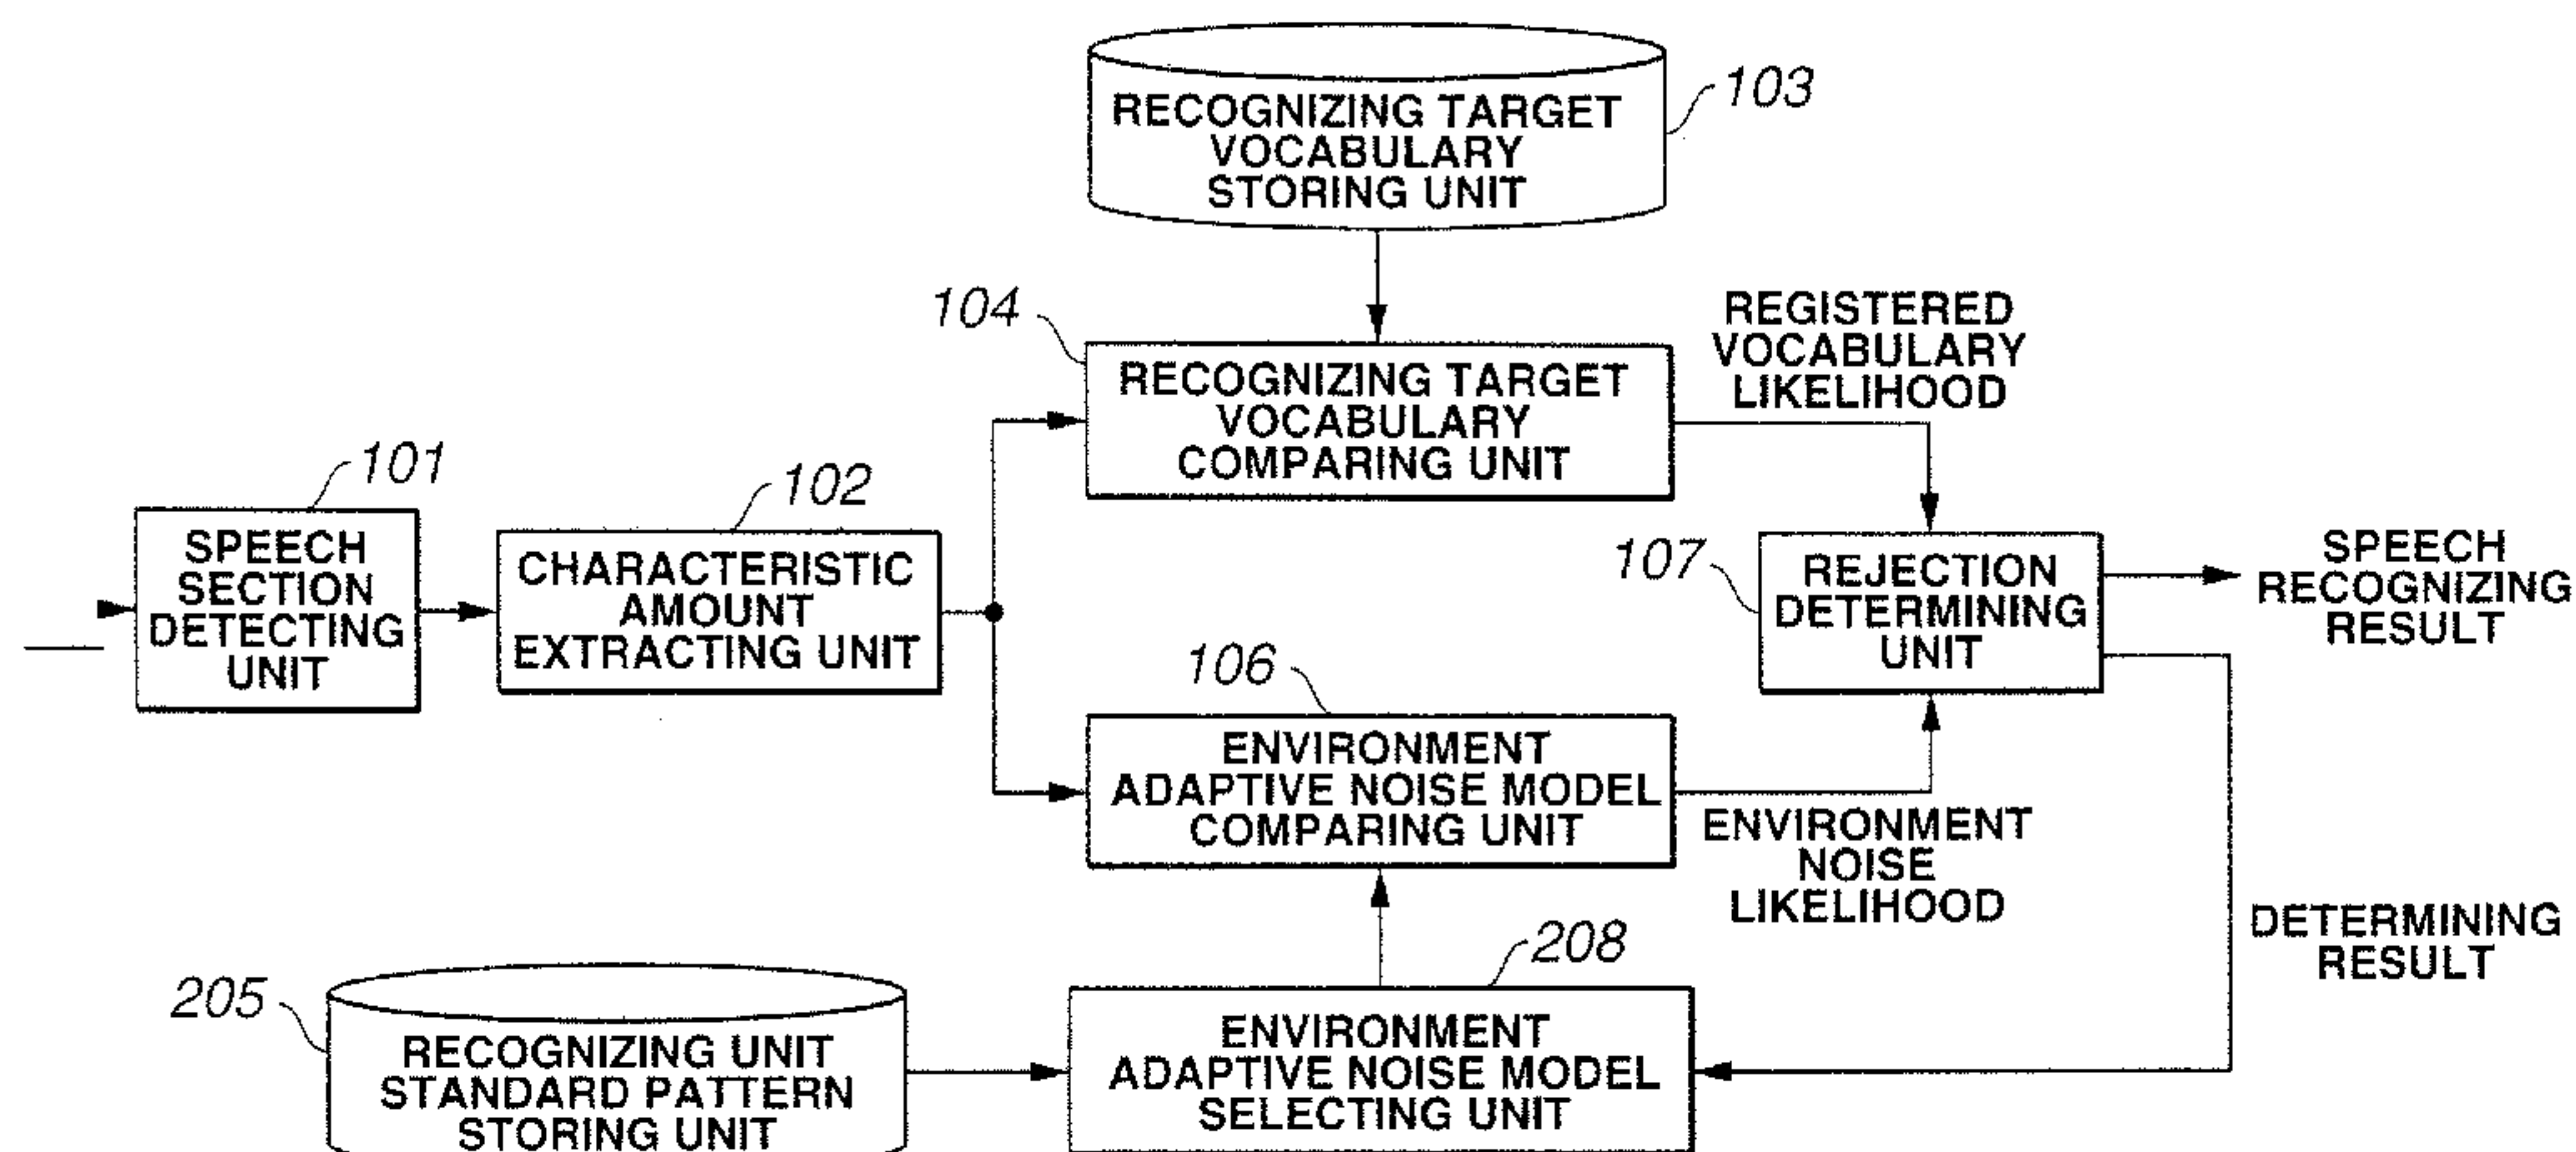 RECOGNIZING TARGET
VOCABULARY
STORING UNIT
103
104
RECOGNIZING TARGET
VOCABULARY
COMPARING UNIT
REGISTERED
VOCABULARY
LIKELIHOOD
101
SPEECH
SECTION
DETECTING
UNIT
102
CHARACTERISTIC
AMOUNT
EXTRACTING UNIT
107
REJECTION
DETERMINING
UNIT
SPEECH
RECOGNIZING
RESULT
106
ENVIRONMENT
ADAPTIVE NOISE MODEL
COMPARING UNIT
ENVIRONMENT
NOISE
LIKELIHOOD
DETERMINING
RESULT
205
RECOGNIZING UNIT
STANDARD PATTERN
STORING UNIT
208
ENVIRONMENT
ADAPTIVE NOISE MODEL
SELECTING UNIT